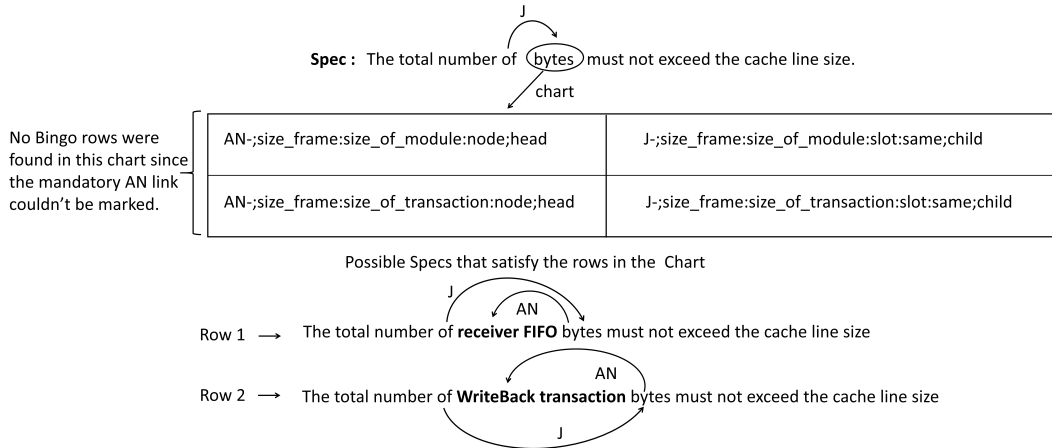 J
Spec : The total number of bytes must not exceed the cache line size.
chart
No Bingo rows were
found in this chart since
the mandatory AN link
couldn't be marked.
AN-;size_frame:size_of_module:node;head J-;size_frame:size_of_module:slot:same;child
AN-;size_frame:size_of_transaction:node;head J-;size_frame:size_of_transaction:slot:same;child
Possible Specs that satisfy the rows in the Chart
J
AN
Row 1 The total number of receiver FIFO bytes must not exceed the cache line size
AN
Row 2 The total number of WriteBack transaction bytes must not exceed the cache line size
J